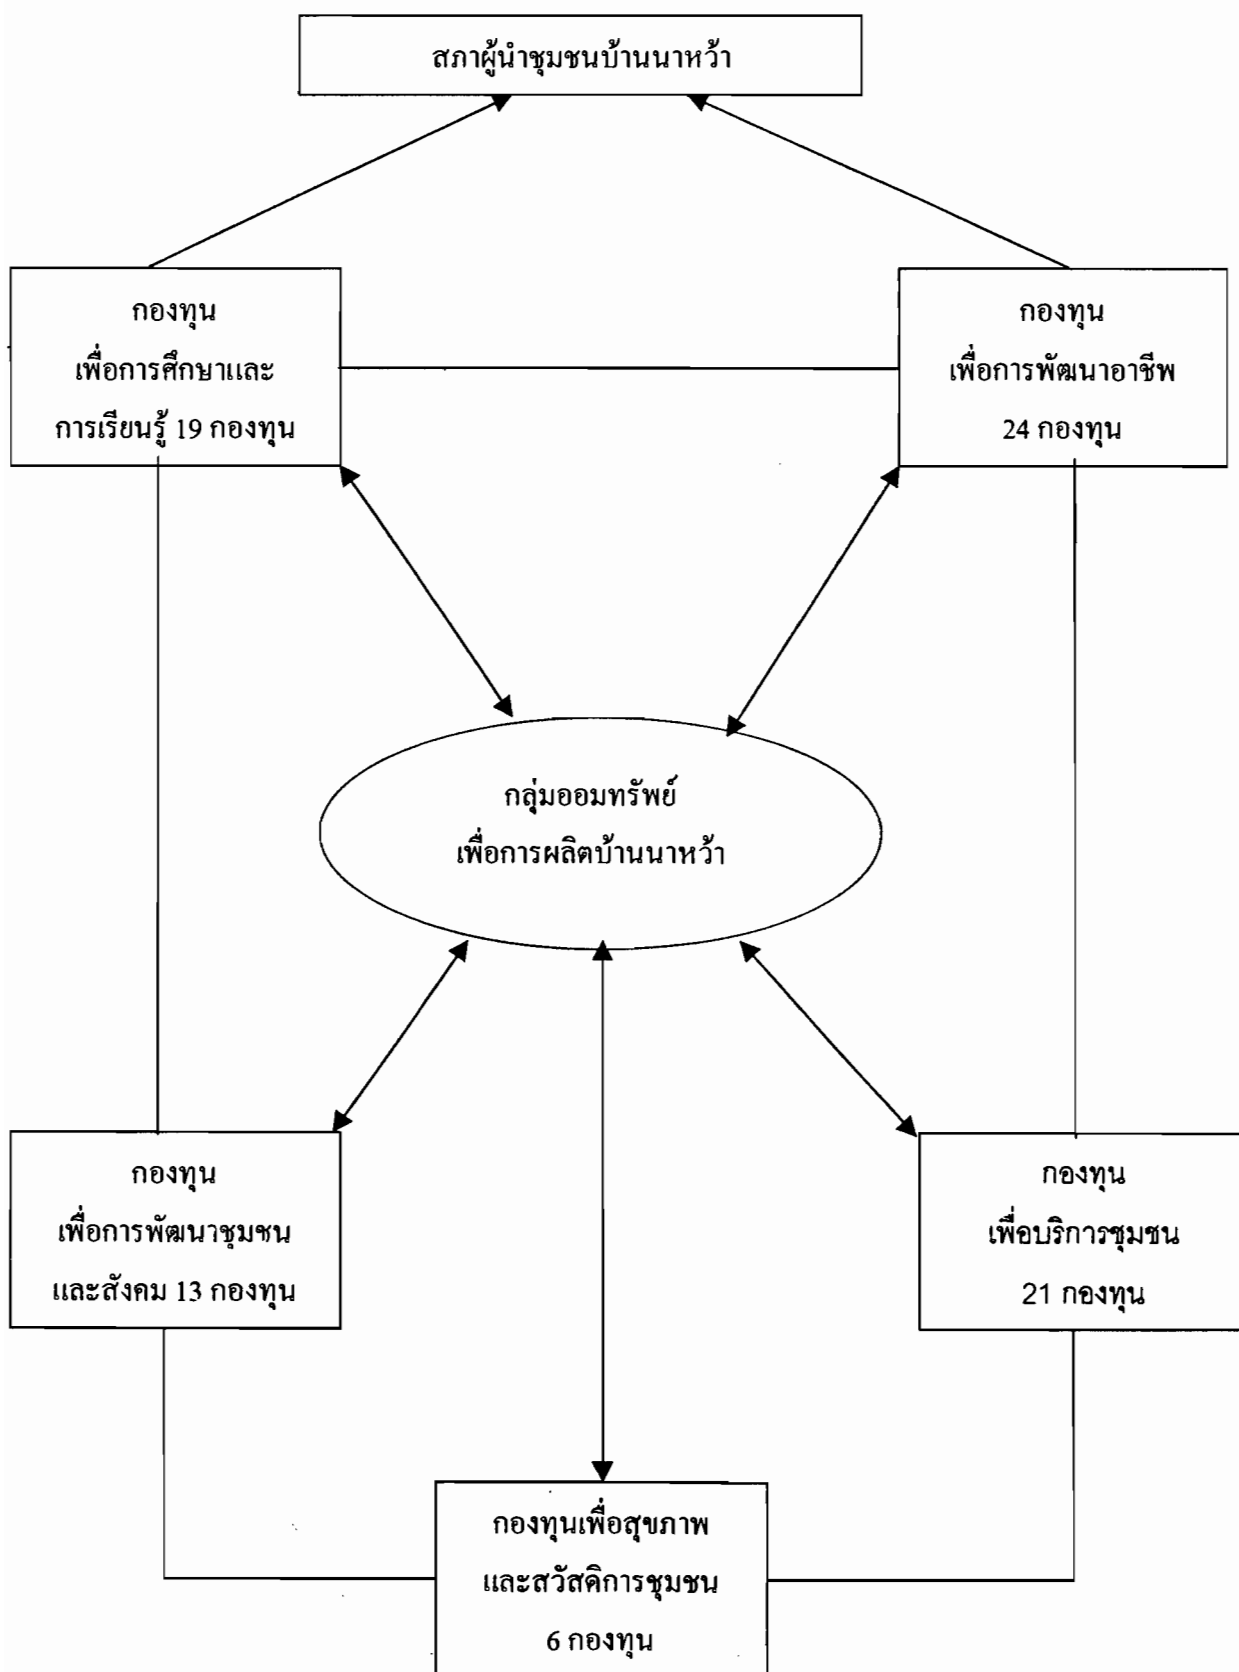 สภาผู้นำชุมชนบ้านนาหว้า
กองทุน
เพื่อการศึกษาและ
การเรียนรู้ 19 กองทุน
กองทุน
เพื่อการพัฒนาอาชีพ
24 กองทุน
กลุ่มออมทรัพย์
เพื่อการผลิตบ้านนาหว้า
กองทุน
เพื่อการพัฒนาชุมชน
และสังคม 13 กองทุน
กองทุน
เพื่อบริการชุมชน
21 กองทุน
กองทุนเพื่อสุขภาพ
และสวัสดิการชุมชน
6 กองทุน